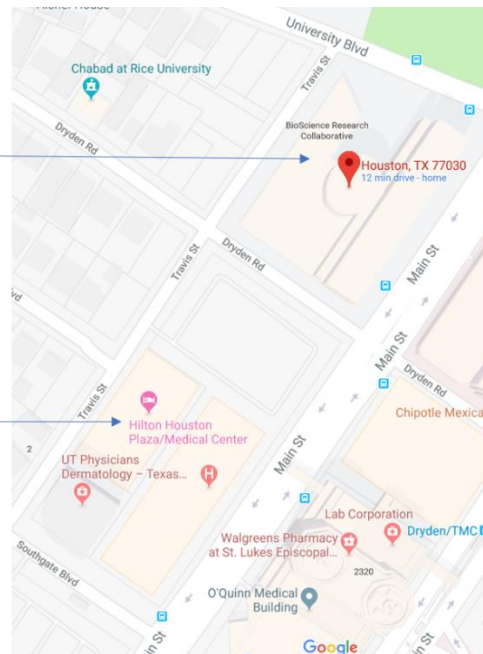 University Blvd
Travis St
Chabad at Rice University
BioScience Research
Collaborative
Dryden Rd
Houston, TX 77030
12 min drive - home
Travis St
Dryden Rd
Main St
Main St
Dryden Rd
Travis St
Hilton Houston
Plaza/Medical Center
Chipotle Mexica
2
UT Physicians
Dermatology – Texas...
H
Main St
Lab Corporation
Dryden/TMC
Walgreens Pharmacy
at St. Lukes Episcopal...
2320
Southgate Blvd
O'Quinn Medical
Building
Google